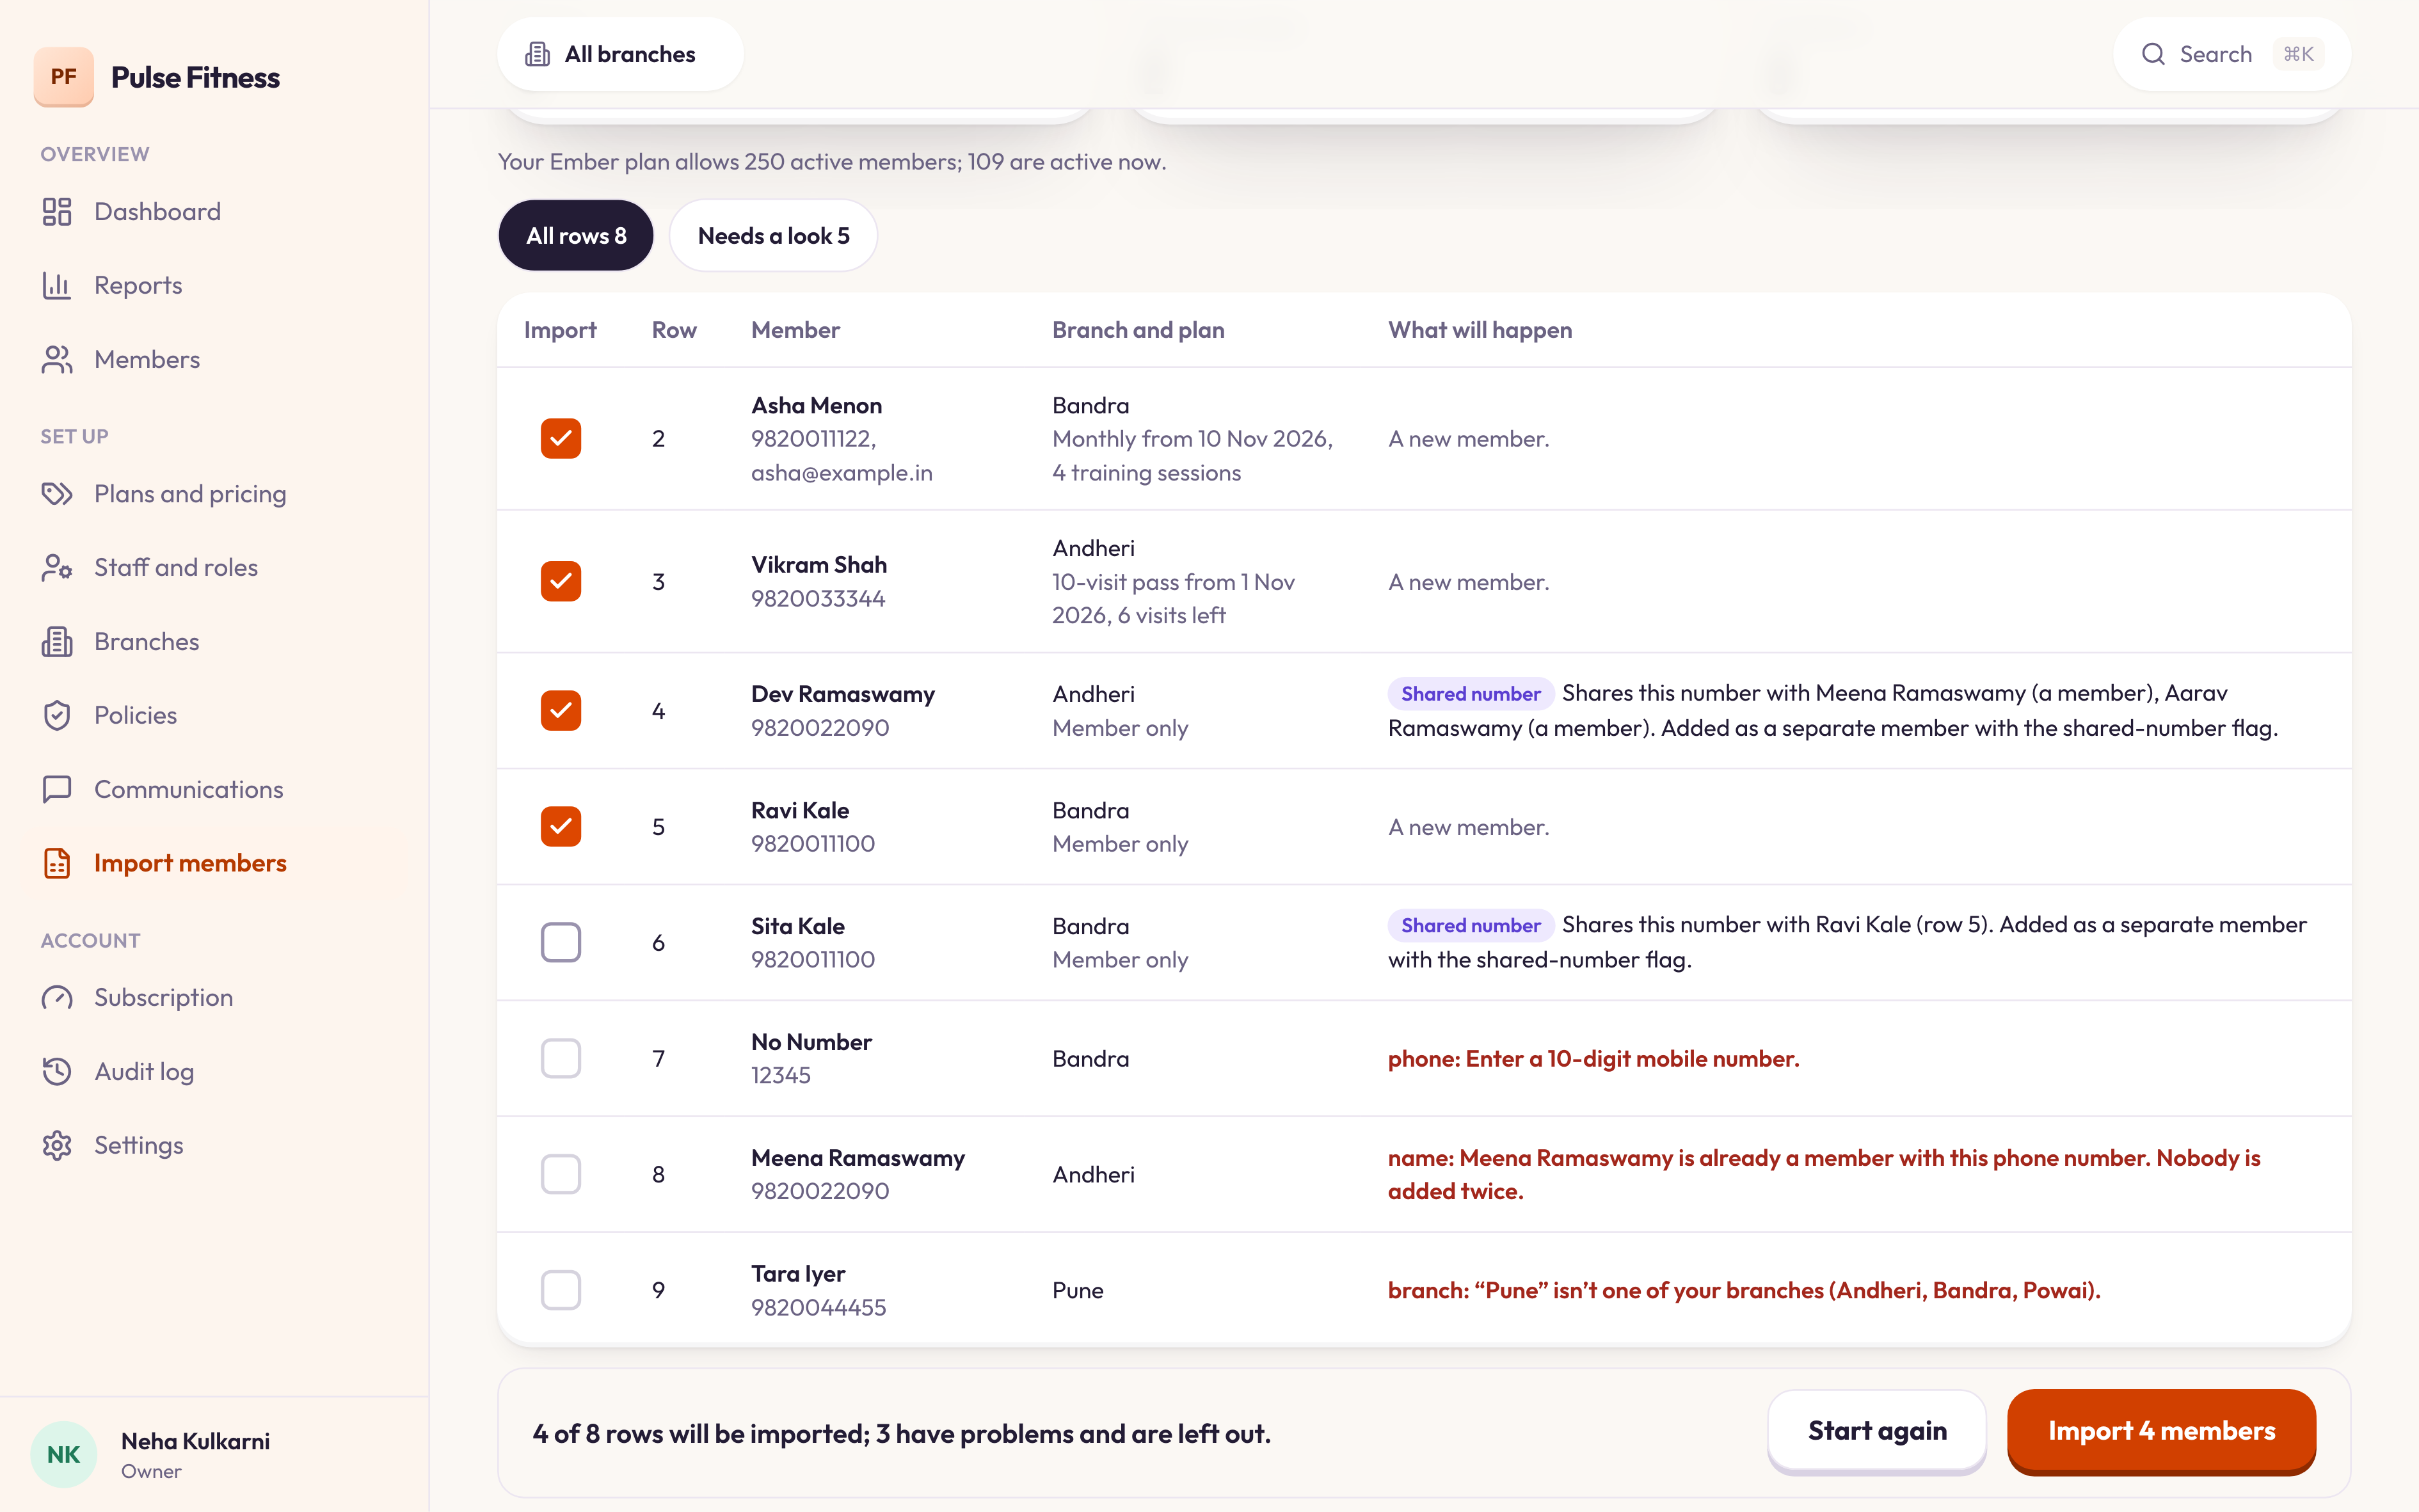 PF
Pulse Fitness
OVERVIEW
Dashboard
Reports
Members
SET UP
Plans and pricing
Staff and roles
Branches
Policies
Communications
Import members
ACCOUNT
Subscription
Audit log
Settings
NK
Neha Kulkarni
Owner
All branches
Search ⌘K
Your Ember plan allows 250 active members; 109 are active now.
All rows 8
Needs a look 5
Import Row Member Branch and plan What will happen
2
Asha Menon
9820011122,
asha@example.in
Bandra
Monthly from 10 Nov 2026,
4 training sessions
A new member.
3
Vikram Shah
9820033344
Andheri
10-visit pass from 1 Nov
2026, 6 visits left
A new member.
4
Dev Ramaswamy
9820022090
Andheri
Member only
Shared number Shares this number with Meena Ramaswamy (a member), Aarav
Ramaswamy (a member). Added as a separate member with the shared-number flag.
5
Ravi Kale
9820011100
Bandra
Member only
A new member.
6
Sita Kale
9820011100
Bandra
Member only
Shared number Shares this number with Ravi Kale (row 5). Added as a separate member
with the shared-number flag.
7
No Number
12345
Bandra
phone: Enter a 10-digit mobile number.
8
Meena Ramaswamy
9820022090
Andheri
name: Meena Ramaswamy is already a member with this phone number. Nobody is
added twice.
9
Tara Iyer
9820044455
Pune
branch: “Pune” isn’t one of your branches (Andheri, Bandra, Powai).
4 of 8 rows will be imported; 3 have problems and are left out.
Start again
Import 4 members